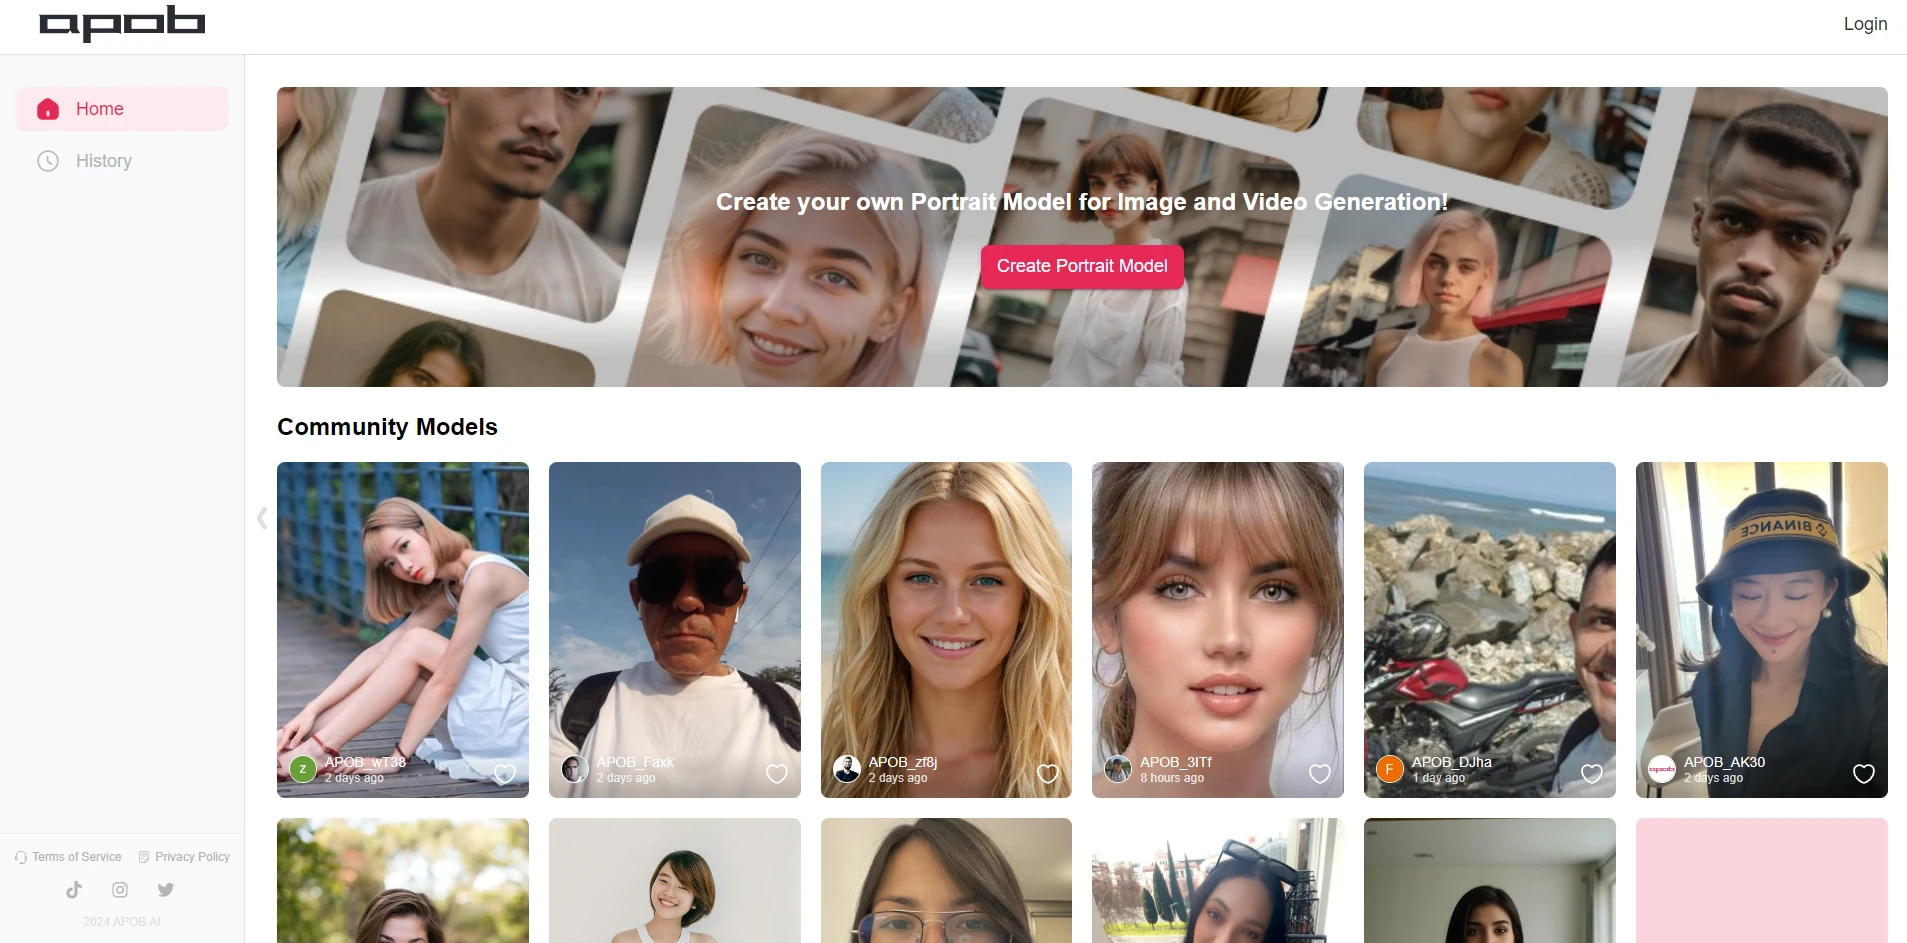 apob
Login
Home
History
Create your own Portrait Model for Image and Video Generation!
Create Portrait Model
Community Models
BINANCE
Z
APOB_wT38
2 days ago
APOB_Faxk
2 days ago
APOB_zf8j
2 days ago
APOB_3ITf
8 hours ago
F
APOB_DJha
1 day ago
apob
APOB_AK30
2 days ago
Terms of Service
Privacy Policy
2024 APOB.AI